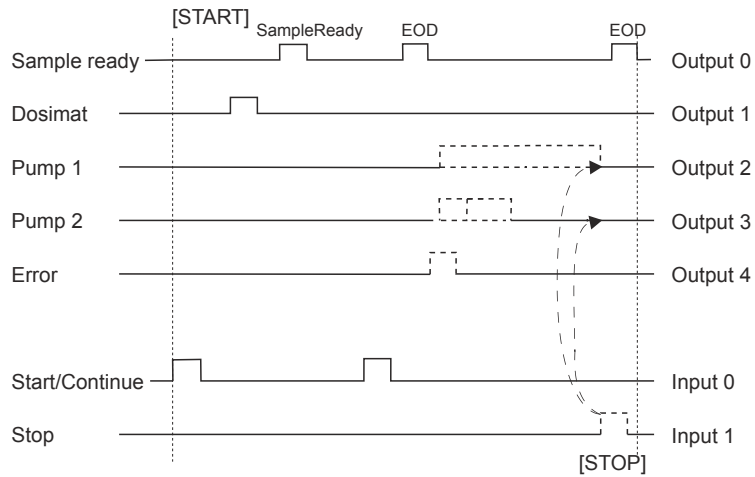 [START]
SampleReady EOD EOD
Sample ready Output 0
Dosimat Output 1
Pump 1 Output 2
Pump 2 Output 3
Error Output 4
Start/Continue Input 0
Stop Input 1
[STOP]